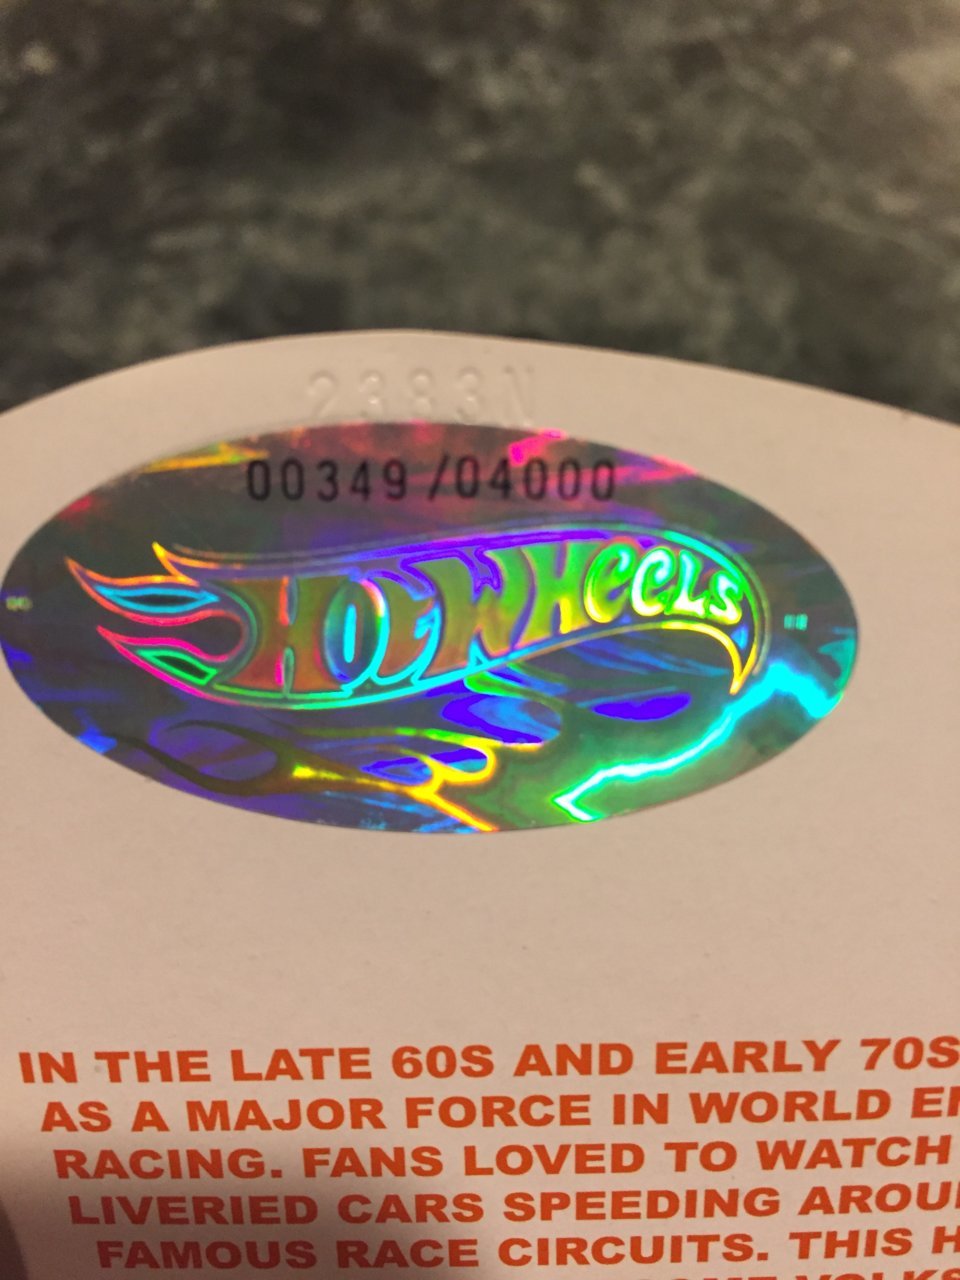 2383N
00349/04000
HOT WHEELS
IN THE LATE 60S AND EARLY 70S
AS A MAJOR FORCE IN WORLD
RACING. FANS LOVED TO WATCH
LIVERIED CARS SPEEDING
FAMOUS RACE CIRCUITS. THIS